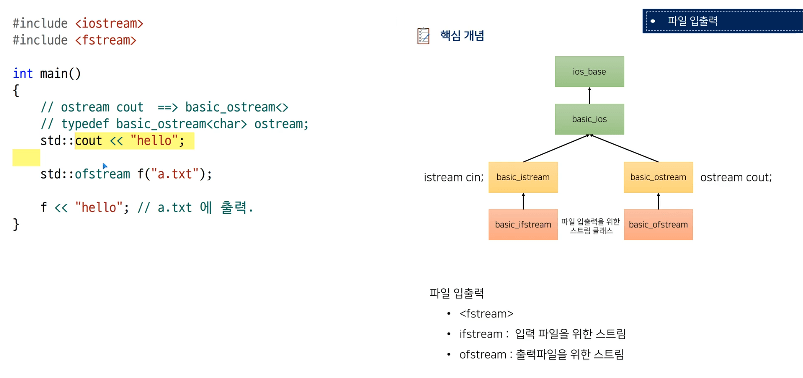 #include <iostream>
#include <fstream>
int main()
{
// ostream cout ==> basic_ostream<>
// typedef basic_ostream<char> ostream;
std::cout << "hello";
std::ofstream f("a.txt");
f << "hello"; // a.txt 에 출력.
}
• 파일 입출력
핵심 개념
ios_base
basic_ios
istream cin;
basic_istream
basic_ostream
ostream cout;
basic_ifstream
파일 입출력을 위한
스트림 클래스
basic_ofstream
파일 입출력
• <fstream>
• ifstream : 입력 파일을 위한 스트림
• ofstream : 출력파일을 위한 스트림